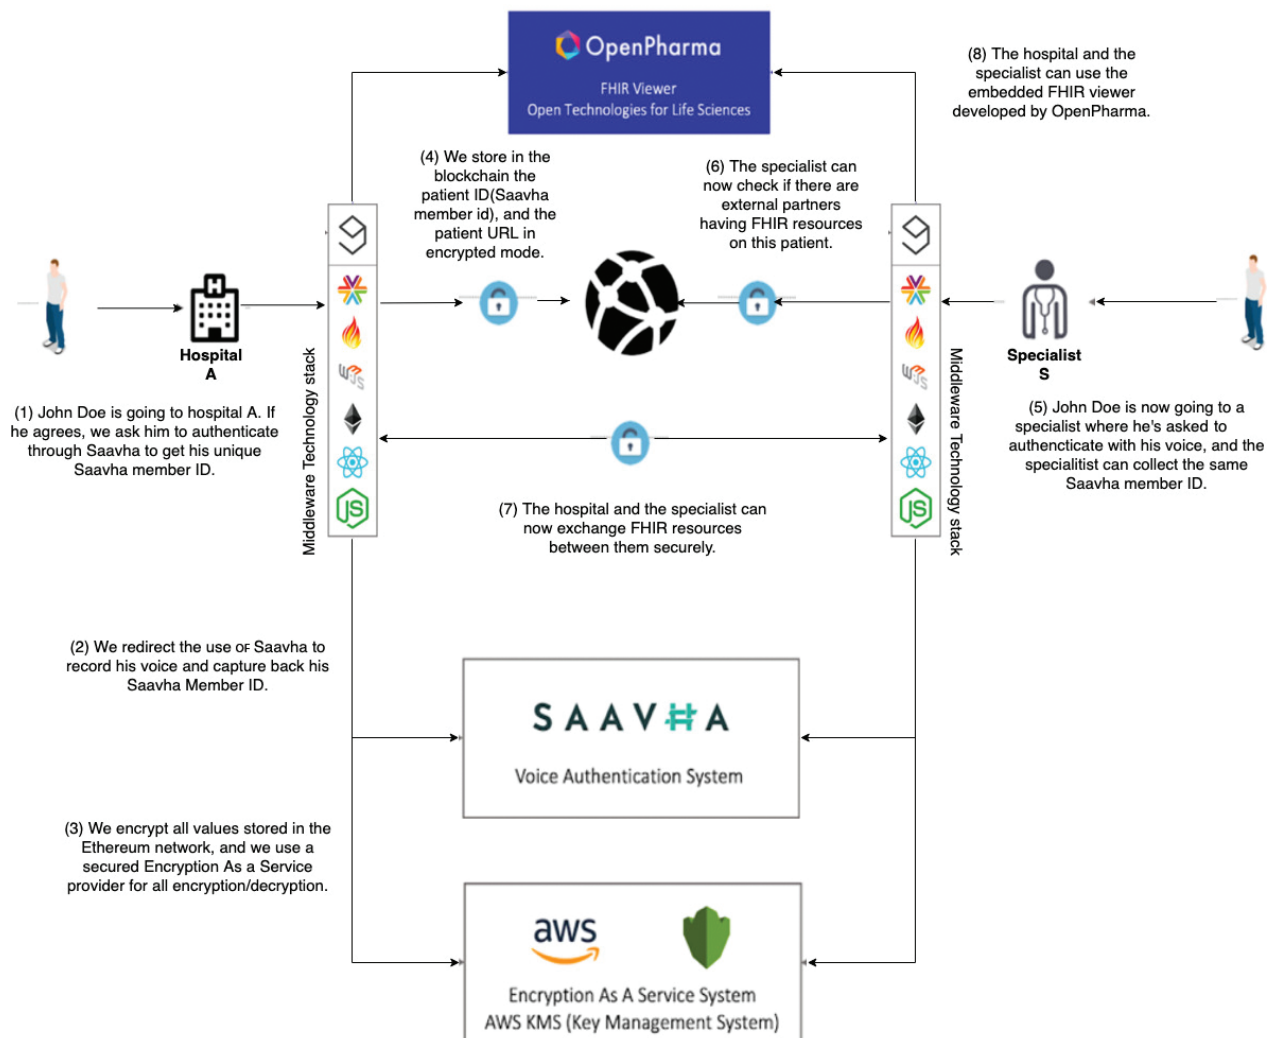 OpenPharma
FHIR Viewer
Open Technologies for Life Sciences
(8) The hospital and the
specialist can use the
embedded FHIR viewer
developed by OpenPharma.
(4) We store in the
blockchain the
patient ID(Saavha
member id), and the
patient URL in
encrypted mode.
(6) The specialist can
now check if there are
external partners
having FHIR resources
on this patient.
Hospital
A
Specialist
S
(1) John Doe is going to hospital A. If
he agrees, we ask him to authenticate
through Saavha to get his unique
Saavha member ID.
Middleware Technology stack
JS
Middleware Technology stack
JS
(5) John Doe is now going to a
specialist where he's asked to
authencticate with his voice, and the
specialitist can collect the same
Saavha member ID.
(7) The hospital and the specialist can
now exchange FHIR resources
between them securely.
(2) We redirect the use OF Saavha to
record his voice and capture back his
Saavha Member ID.
SAAVHA
Voice Authentication System
(3) We encrypt all values stored in the
Ethereum network, and we use a
secured Encryption As a Service
provider for all encryption/decryption.
aws
Encryption As A Service System
AWS KMS (Key Management System)